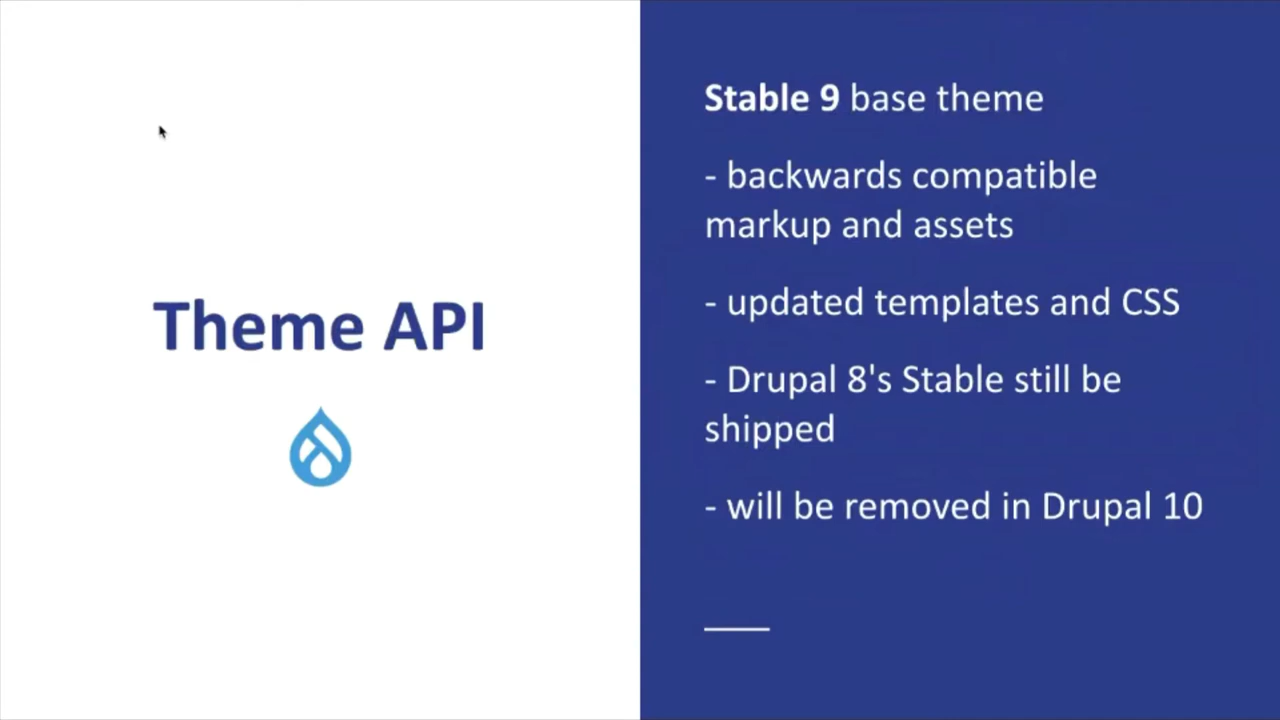 Theme API
Stable 9 base theme
- backwards compatible
markup and assets
- updated templates and CSS
- Drupal 8's Stable still be
shipped
- will be removed in Drupal 10